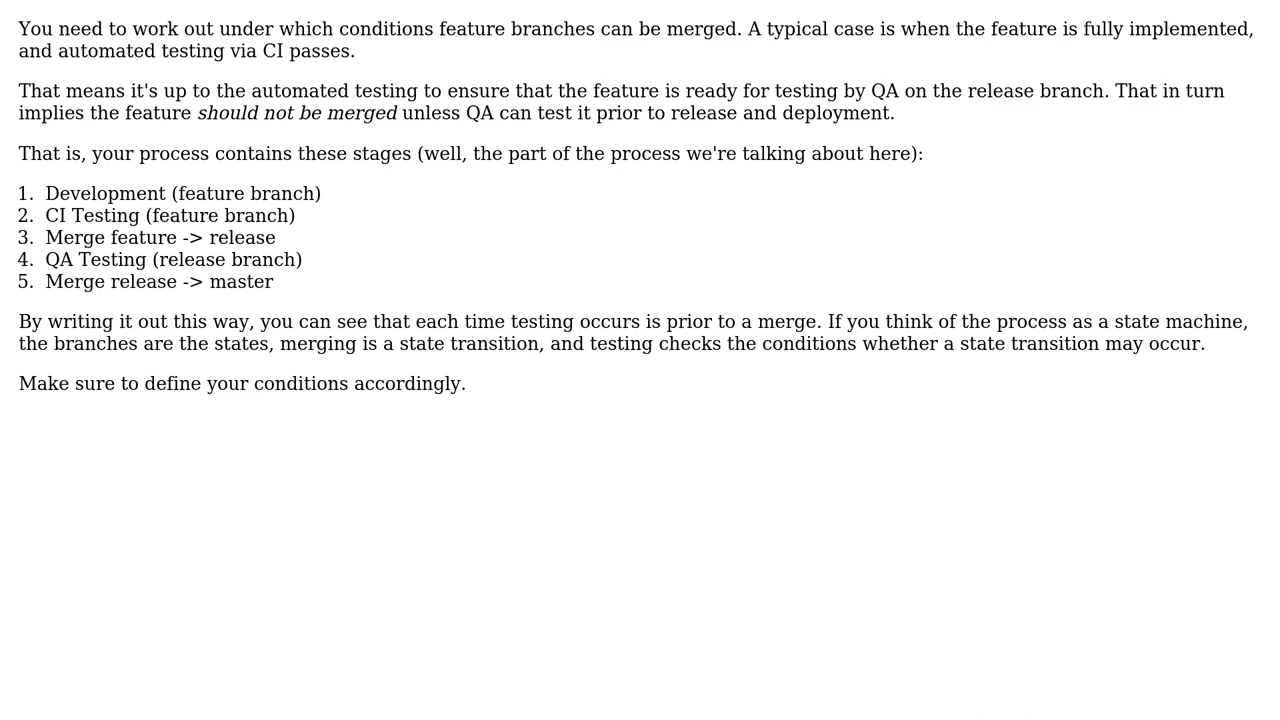 You need to work out under which conditions feature branches can be merged. A typical case is when the feature is fully implemented,
and automated testing via CI passes.
That means it's up to the automated testing to ensure that the feature is ready for testing by QA on the release branch. That in turn
implies the feature should not be merged unless QA can test it prior to release and deployment.
That is, your process contains these stages (well, the part of the process we're talking about here):
1. Development (feature branch)
2. CI Testing (feature branch)
3. Merge feature -> release
4. QA Testing (release branch)
5. Merge release -> master
By writing it out this way, you can see that each time testing occurs is prior to a merge. If you think of the process as a state machine,
the branches are the states, merging is a state transition, and testing checks the conditions whether a state transition may occur.
Make sure to define your conditions accordingly.